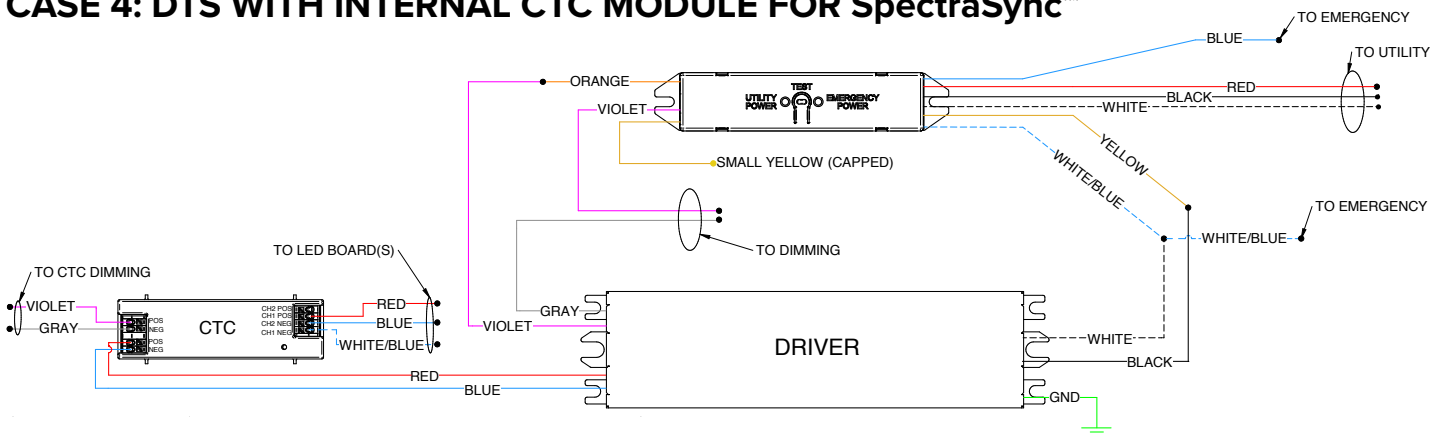 CASE 4: DTS WITH INTERNAL CTC MODULE FOR SpectraSync
TO EMERGENCY
BLUE
TO UTILITY
ORANGE
TEST
UTILITY POWER
EMERGENCY POWER
RED
BLACK
WHITE
VIOLET
YELLOW
SMALL YELLOW (CAPPED)
WHITE/BLUE
TO EMERGENCY
WHITE/BLUE
TO DIMMING
TO LED BOARD(S)
TO CTC DIMMING
VIOLET
GRAY
CTC
POS
NEG
POS
NEG
CH2 POS
CH1 POS
CH2 NEG
CH1 NEG
RED
BLUE
WHITE/BLUE
GRAY
VIOLET
DRIVER
WHITE
BLACK
RED
BLUE
GND